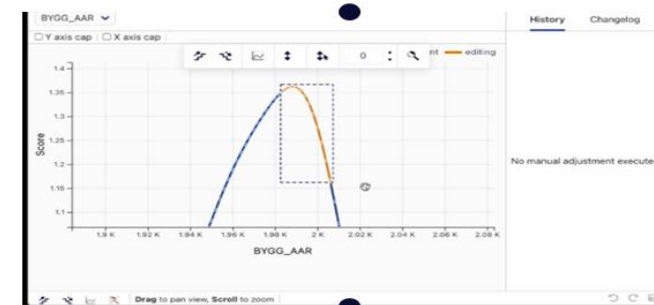 BYGG_AAR
History Changelog
Y axis cap X axis cap
0
nt editing
1.4
1.35
1.3
1.25
1.2
1.15
1.1
Score
1.9 K 1.92 K 1.94 K 1.96 K 1.98 K 2 K 2.02 K 2.04 K 2.06 K 2.08 K
BYGG_AAR
No manual adjustment execute
Drag to pan view, Scroll to zoom